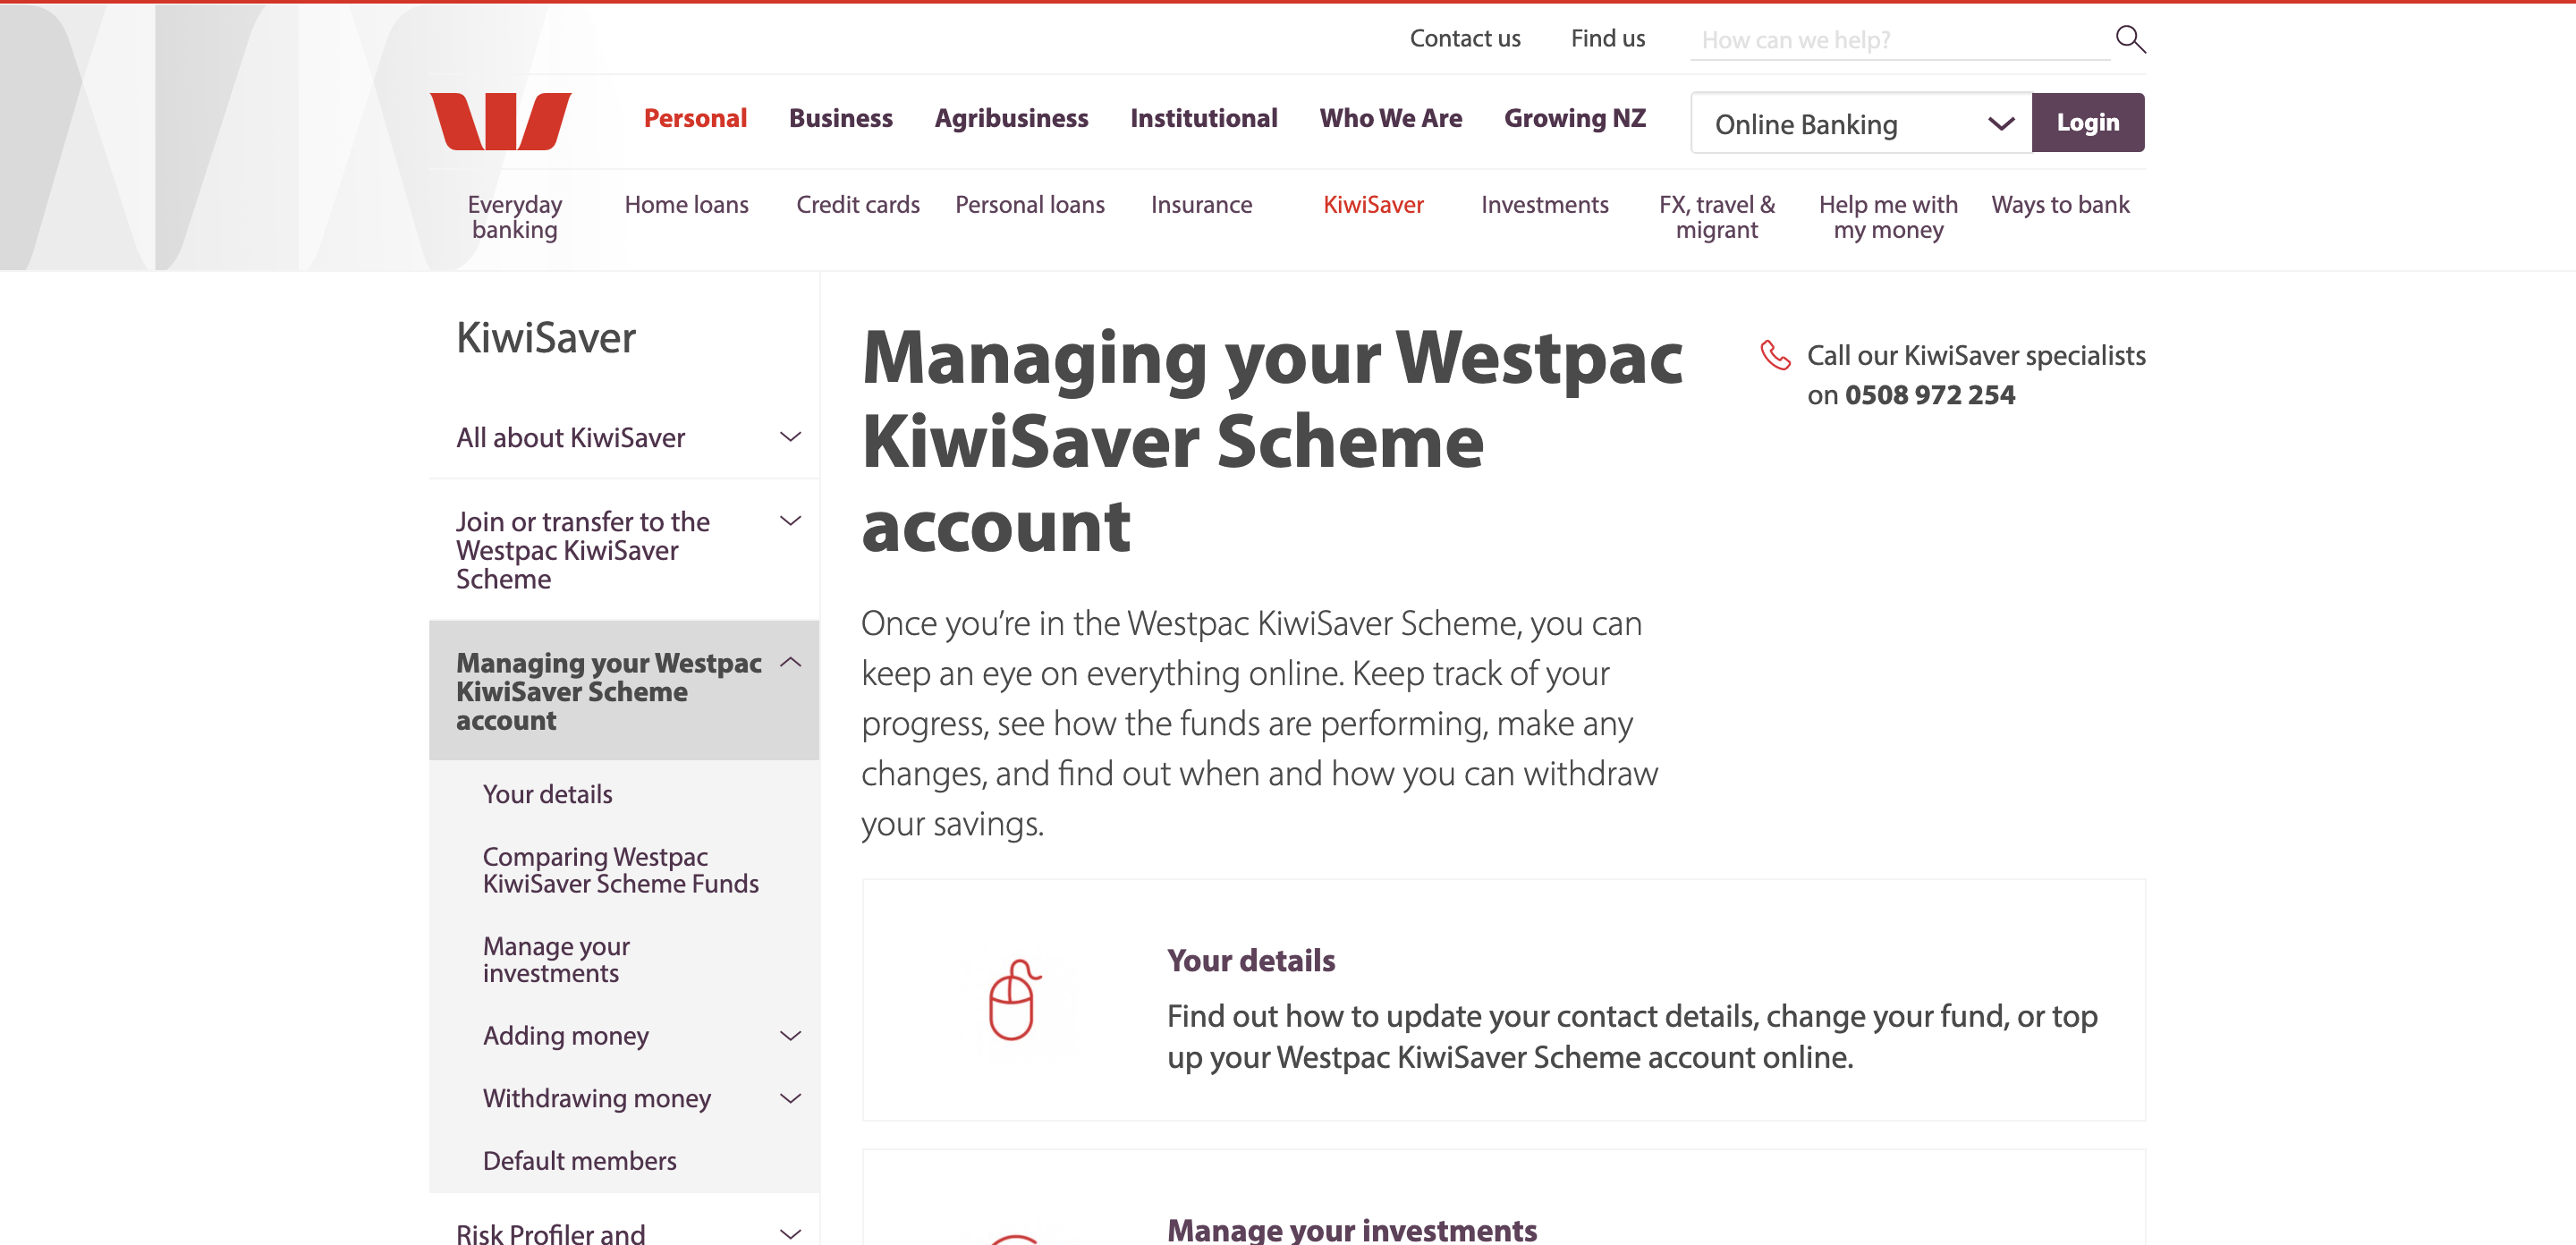 Contact us
Find us
How can we help?
Personal
Business
Agribusiness
Institutional
Who We Are
Growing NZ
Online Banking
Login
Everyday
banking
Home loans
Credit cards
Personal loans
Insurance
KiwiSaver
Investments
FX, travel &
migrant
Help me with
my money
Ways to bank
KiwiSaver
All about KiwiSaver
Join or transfer to the
Westpac KiwiSaver
Scheme
Managing your Westpac
KiwiSaver Scheme
account
Your details
Comparing Westpac
KiwiSaver Scheme Funds
Manage your
investments
Adding money
Withdrawing money
Default members
Risk Profiler and
Managing your Westpac
KiwiSaver Scheme
account
Call our KiwiSaver specialists
on 0508 972 254
Once you’re in the Westpac KiwiSaver Scheme, you can
keep an eye on everything online. Keep track of your
progress, see how the funds are performing, make any
changes, and find out when and how you can withdraw
your savings.
Your details
Find out how to update your contact details, change your fund, or top
up your Westpac KiwiSaver Scheme account online.
Manage your investments